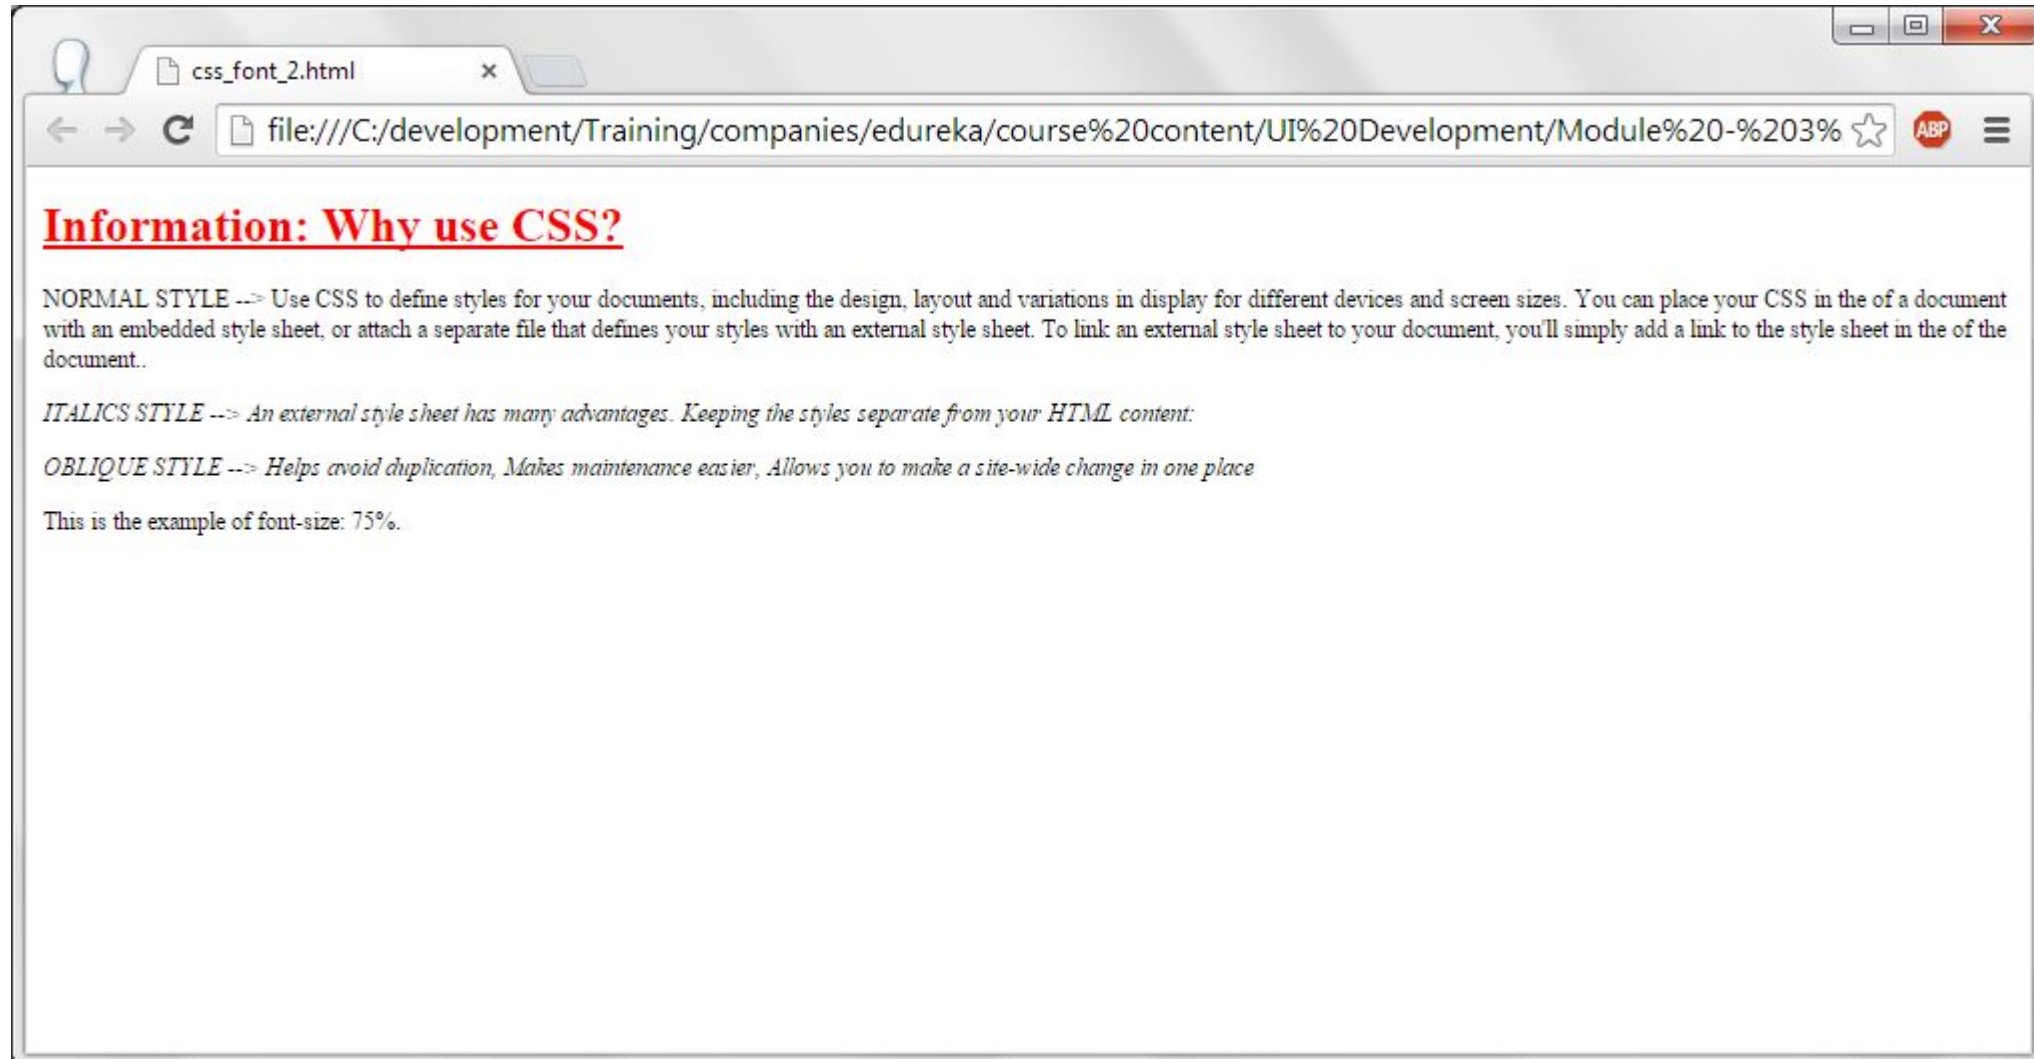 css_font_2.html
file:///C:/development/Training/companies/edureka/course%20content/UI%20Development/Module%20-%203%
ABP
Information: Why use CSS?
NORMAL STYLE --> Use CSS to define styles for your documents, including the design, layout and variations in display for different devices and screen sizes. You can place your CSS in the of a document
with an embedded style sheet, or attach a separate file that defines your styles with an external style sheet. To link an external style sheet to your document, you'll simply add a link to the style sheet in the of the
document..
ITALICS STYLE --> An external style sheet has many advantages. Keeping the styles separate from your HTML content:
OBLIQUE STYLE --> Helps avoid duplication, Makes maintenance easier, Allows you to make a site-wide change in one place
This is the example of font-size: 75%.